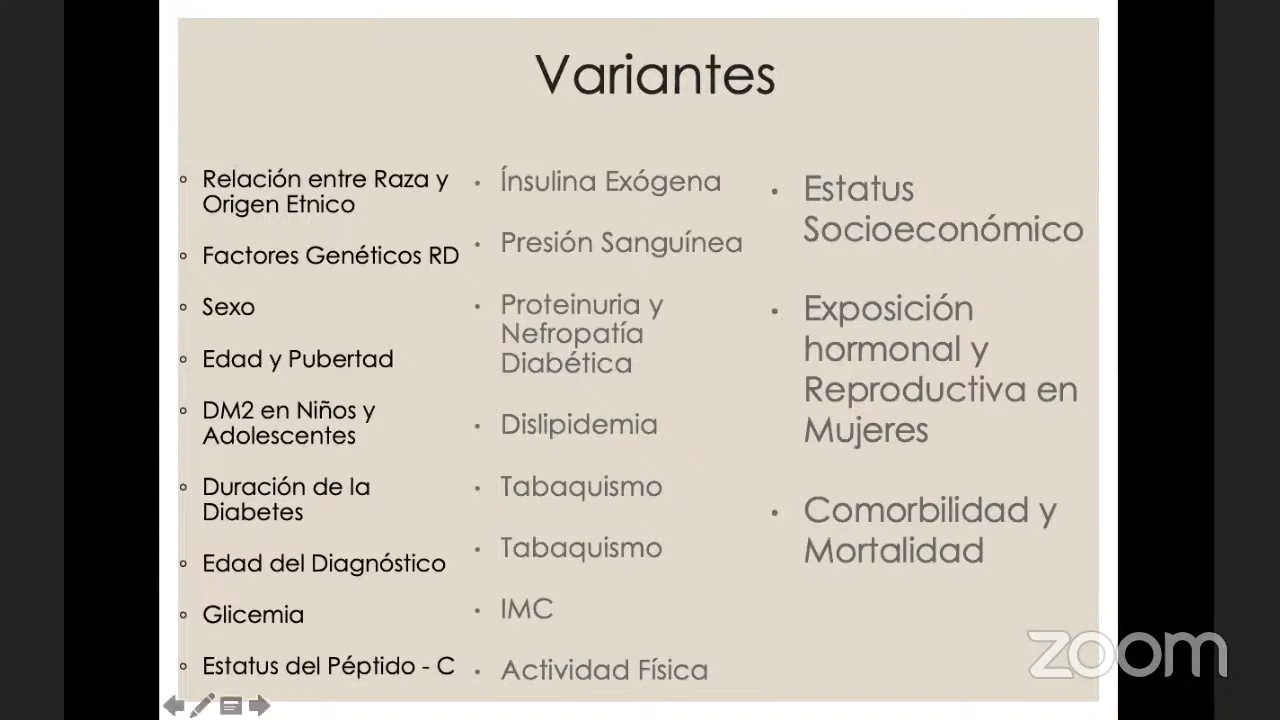 Variantes
Relación entre Raza y
Origen Etnico
Factores Genéticos RD
Sexo
Edad y Pubertad
DM2 en Niños y
Adolescentes
Duración de la
Diabetes
Edad del Diagnóstico
Glicemia
Estatus del Péptido - C
Ínsulina Exógena
Presión Sanguínea
Proteinuria y
Nefropatía
Diabética
Dislipidemia
Tabaquismo
Tabaquismo
IMC
Actividad Física
Estatus
Socioeconómico
Exposición
hormonal y
Reproductiva en
Mujeres
Comorbilidad y
Mortalidad
zoom